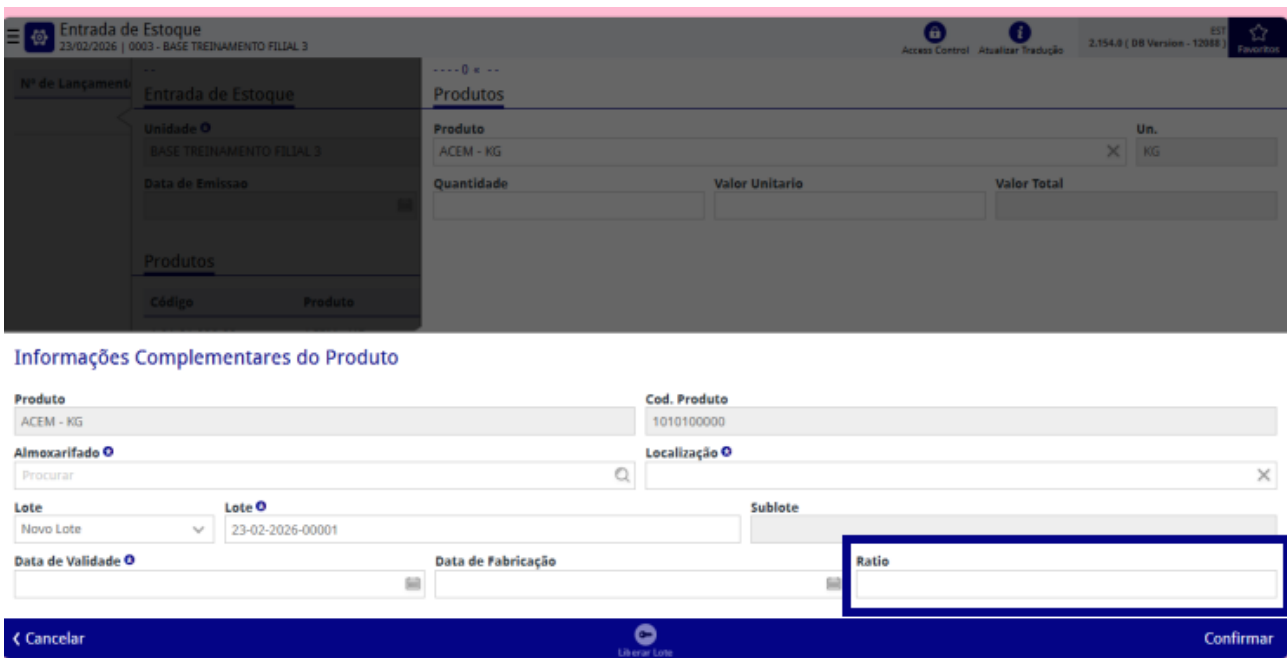 Entrada de Estoque
23/02/2026 | 0003 - BASE TREINAMENTO FILIAL 3
Access Control
Atualizar Tradução
EST
2.154.0 ( DB Version - 12088 )
Favoritos
Nº de Lançamento
--
Entrada de Estoque
Unidade
BASE TREINAMENTO FILIAL 3
Data de Emissao
Produtos
Código Produto
----0 « --
Produtos
Produto Un.
ACEM - KG KG
Quantidade Valor Unitario Valor Total
Informações Complementares do Produto
Produto Cod. Produto
ACEM - KG 1010100000
Almoxarifado Localização
Procurar
Lote Lote Sublote
Novo Lote 23-02-2026-00001
Data de Validade Data de Fabricação Ratio
Cancelar Liberar Lote Confirmar